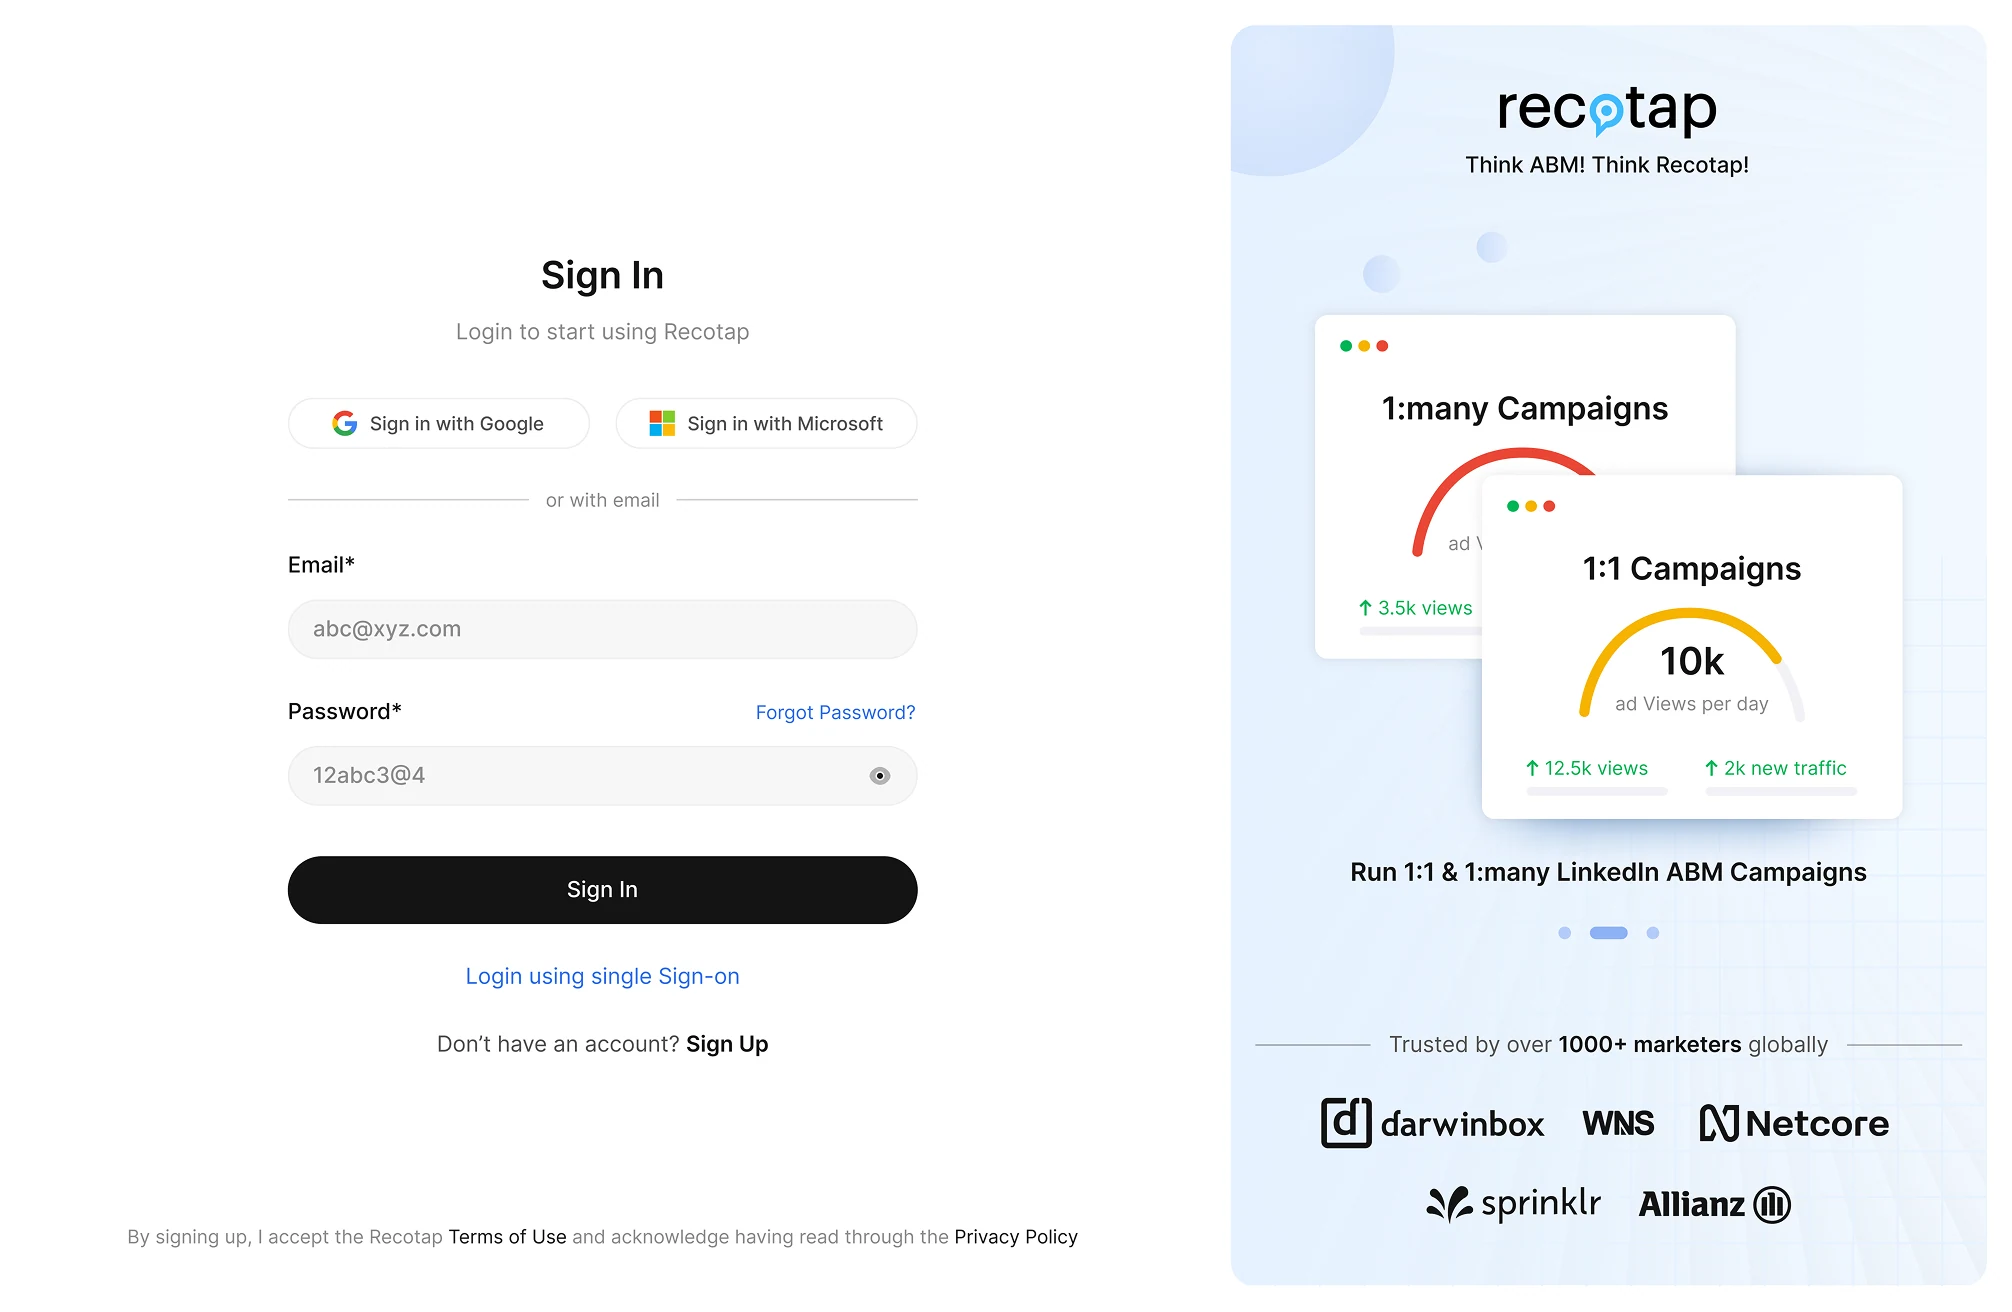 Sign In
Login to start using Recotap
Sign in with Google
Sign in with Microsoft
or with email
Email*
abc@xyz.com
Password*
Forgot Password?
12abc3@4
Sign In
Login using single Sign-on
Don’t have an account? Sign Up
By signing up, I accept the Recotap Terms of Use and acknowledge having read through the Privacy Policy
recotap
Think ABM! Think Recotap!
1:many Campaigns
ad
3.5k views
1:1 Campaigns
10k
ad Views per day
12.5k views
2k new traffic
Run 1:1 & 1:many LinkedIn ABM Campaigns
Trusted by over 1000+ marketers globally
darwinbox
WNS
Netcore
sprinklr
Allianz